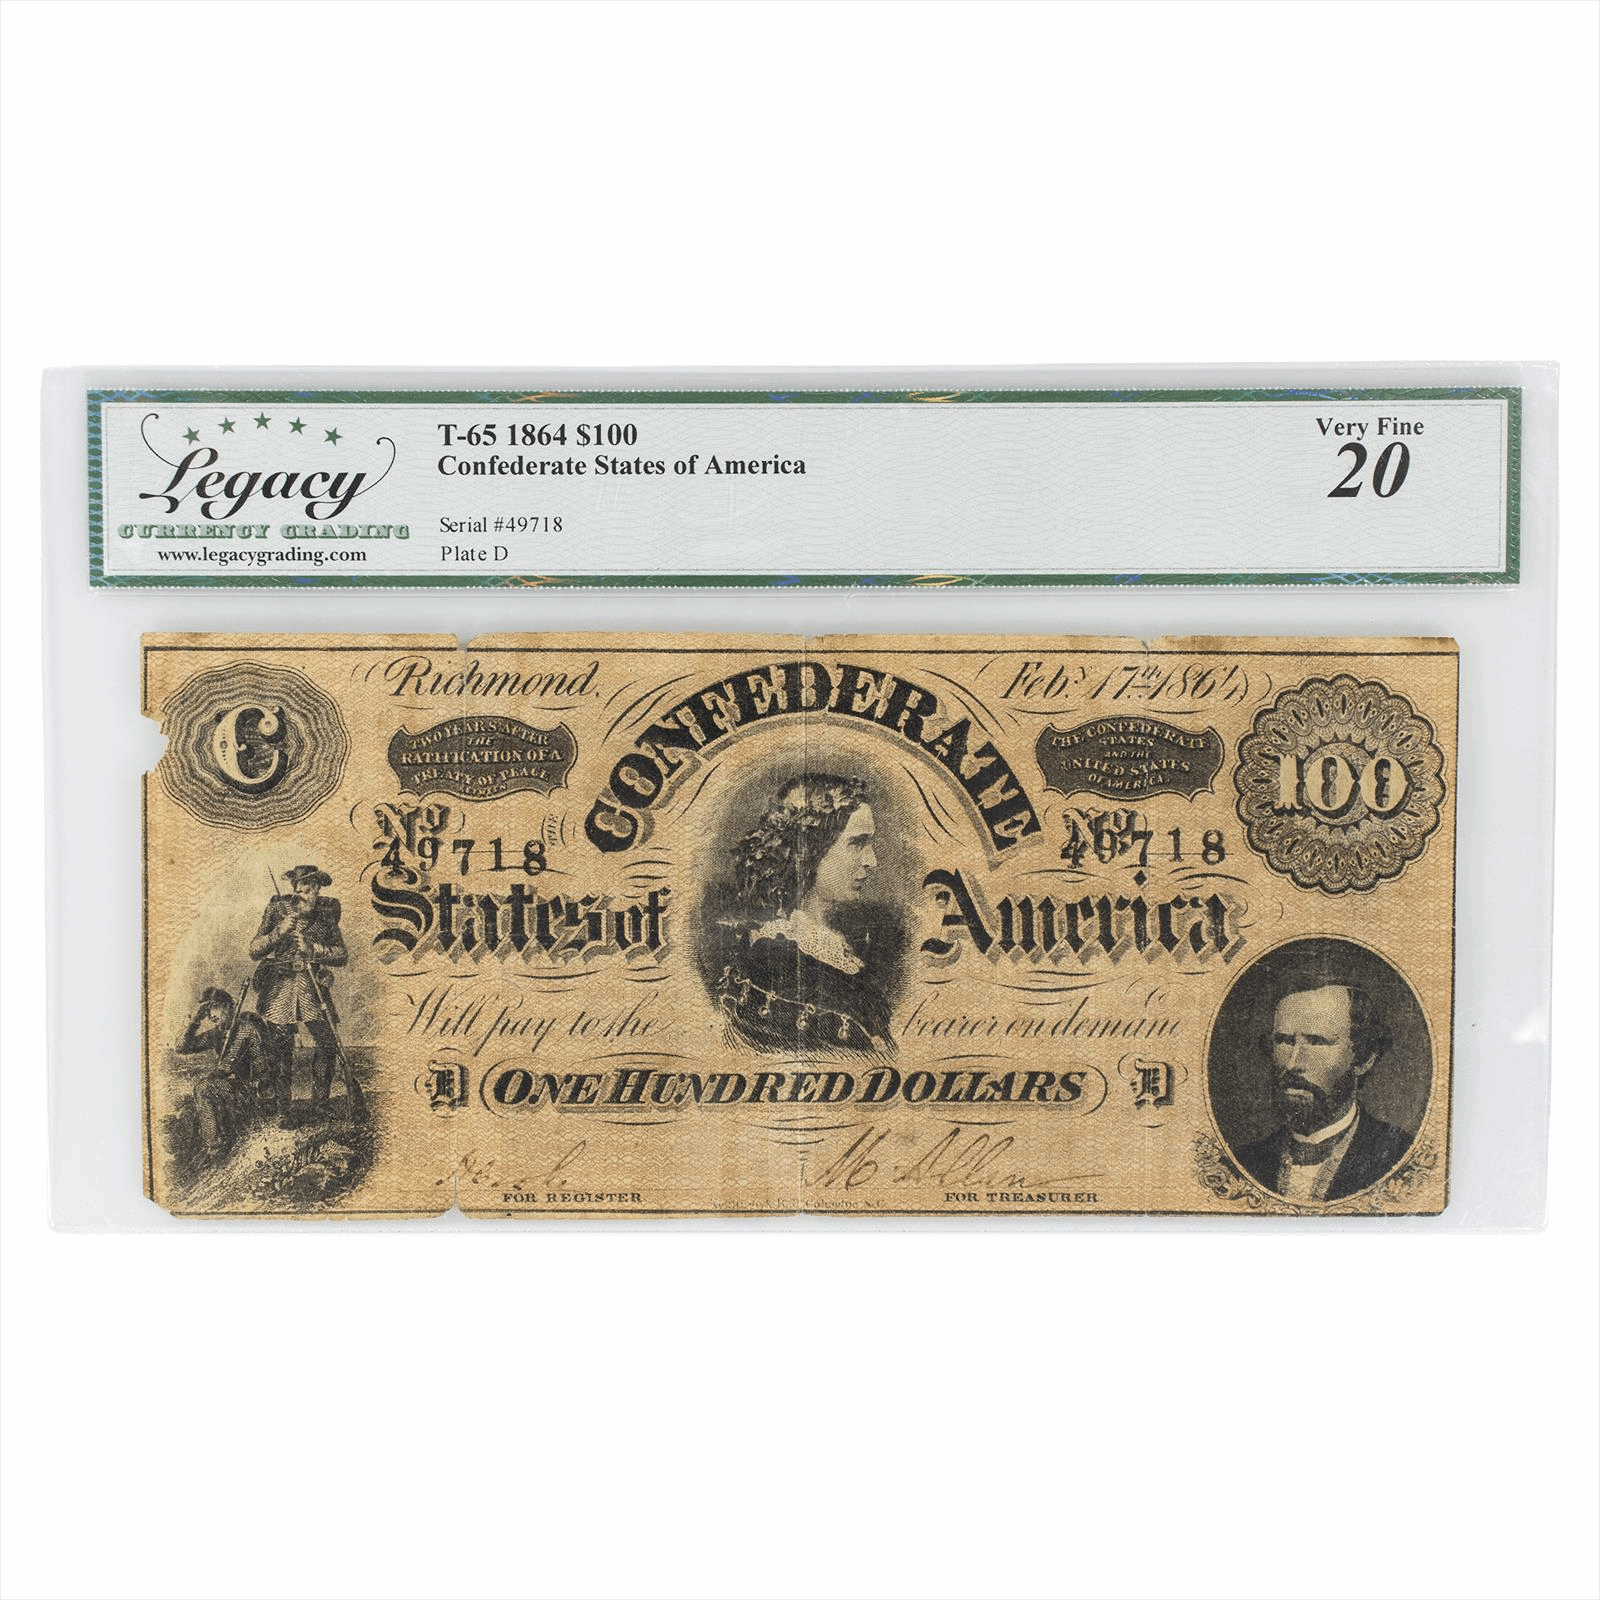 Legacy
CURRENCY GRADING
www.legacygrading.com
T-65 1864 $100
Confederate States of America
Serial #49718
Plate D
Very Fine
20
Richmond.
Feby. 17th 1864
C
TWO YEARS AFTER
THE
RATIFICATION OF A
TREATY OF PEACE
BETWEEN
THE CONFEDERATE
STATES
AND THE
UNITED STATES
OF AMERICA.
100
CONFEDERATE
No
49718
No
49718
States of
America
Will pay to the
bearer on demand
D
ONE HUNDRED DOLLARS
D
FOR REGISTER
FOR TREASURER